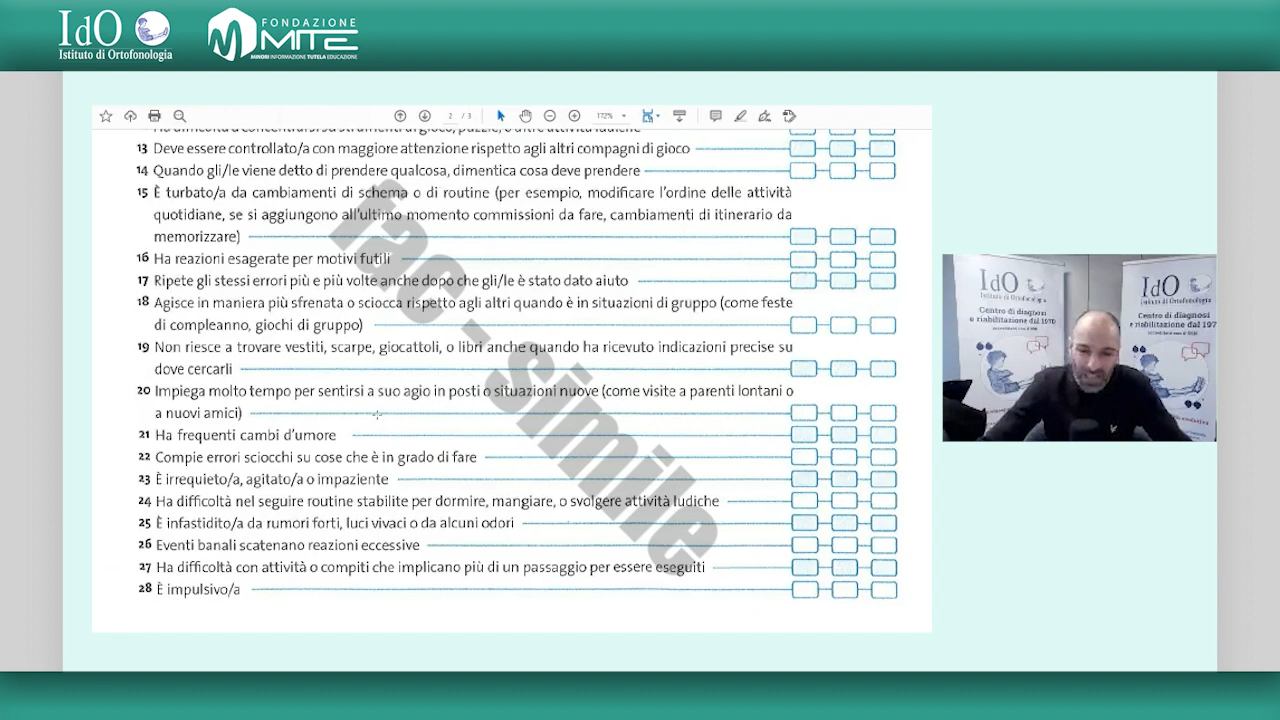 IdO
Istituto di Ortofonologia
FONDAZIONE
MITE
MINORI INFORMAZIONE TUTELA EDUCAZIONE
2 / 3
172%
Ha difficoltà a concentrarsi su strumenti di gioco, puzzle, o altre attività ludiche
13 Deve essere controllato/a con maggiore attenzione rispetto agli altri compagni di gioco
14 Quando gli/le viene detto di prendere qualcosa, dimentica cosa deve prendere
15 È turbato/a da cambiamenti di schema o di routine (per esempio, modificare l'ordine delle attività
quotidiane, se si aggiungono all'ultimo momento commissioni da fare, cambiamenti di itinerario da
memorizzare)
16 Ha reazioni esagerate per motivi futili
17 Ripete gli stessi errori più e più volte anche dopo che gli/le è stato dato aiuto
18 Agisce in maniera più sfrenata o sciocca rispetto agli altri quando è in situazioni di gruppo (come feste
di compleanno, giochi di gruppo)
19 Non riesce a trovare vestiti, scarpe, giocattoli, o libri anche quando ha ricevuto indicazioni precise su
dove cercarli
20 Impiega molto tempo per sentirsi a suo agio in posti o situazioni nuove (come visite a parenti lontani o
a nuovi amici)
21 Ha frequenti cambi d'umore
22 Compie errori sciocchi su cose che è in grado di fare
23 È irrequieto/a, agitato/a o impaziente
24 Ha difficoltà nel seguire routine stabilite per dormire, mangiare, o svolgere attività ludiche
25 È infastidito/a da rumori forti, luci vivaci o da alcuni odori
26 Eventi banali scatenano reazioni eccessive
27 Ha difficoltà con attività o compiti che implicano più di un passaggio per essere eseguiti
28 È impulsivo/a
fac-simile
IdO
Istituto di Ortofonologia
Centro di diagnosi
e riabilitazione dal 1970
IdO
Istituto di Ortofonologia
Centro di diagnosi
e riabilitazione dal 197